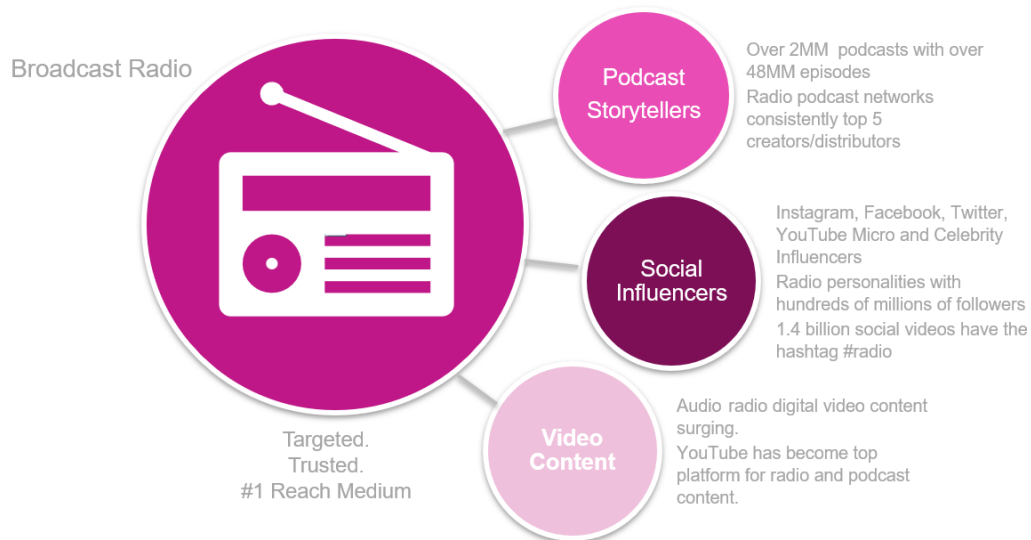 Broadcast Radio
Targeted.
Trusted.
#1 Reach Medium
Podcast
Storytellers
Over 2MM podcasts with over
48MM episodes
Radio podcast networks
consistently top 5
creators/distributors
Social
Influencers
Instagram, Facebook, Twitter,
YouTube Micro and Celebrity
Influencers
Radio personalities with
hundreds of millions of followers
1.4 billion social videos have the
hashtag #radio
Video
Content
Audio radio digital video content
surging.
YouTube has become top
platform for radio and podcast
content.